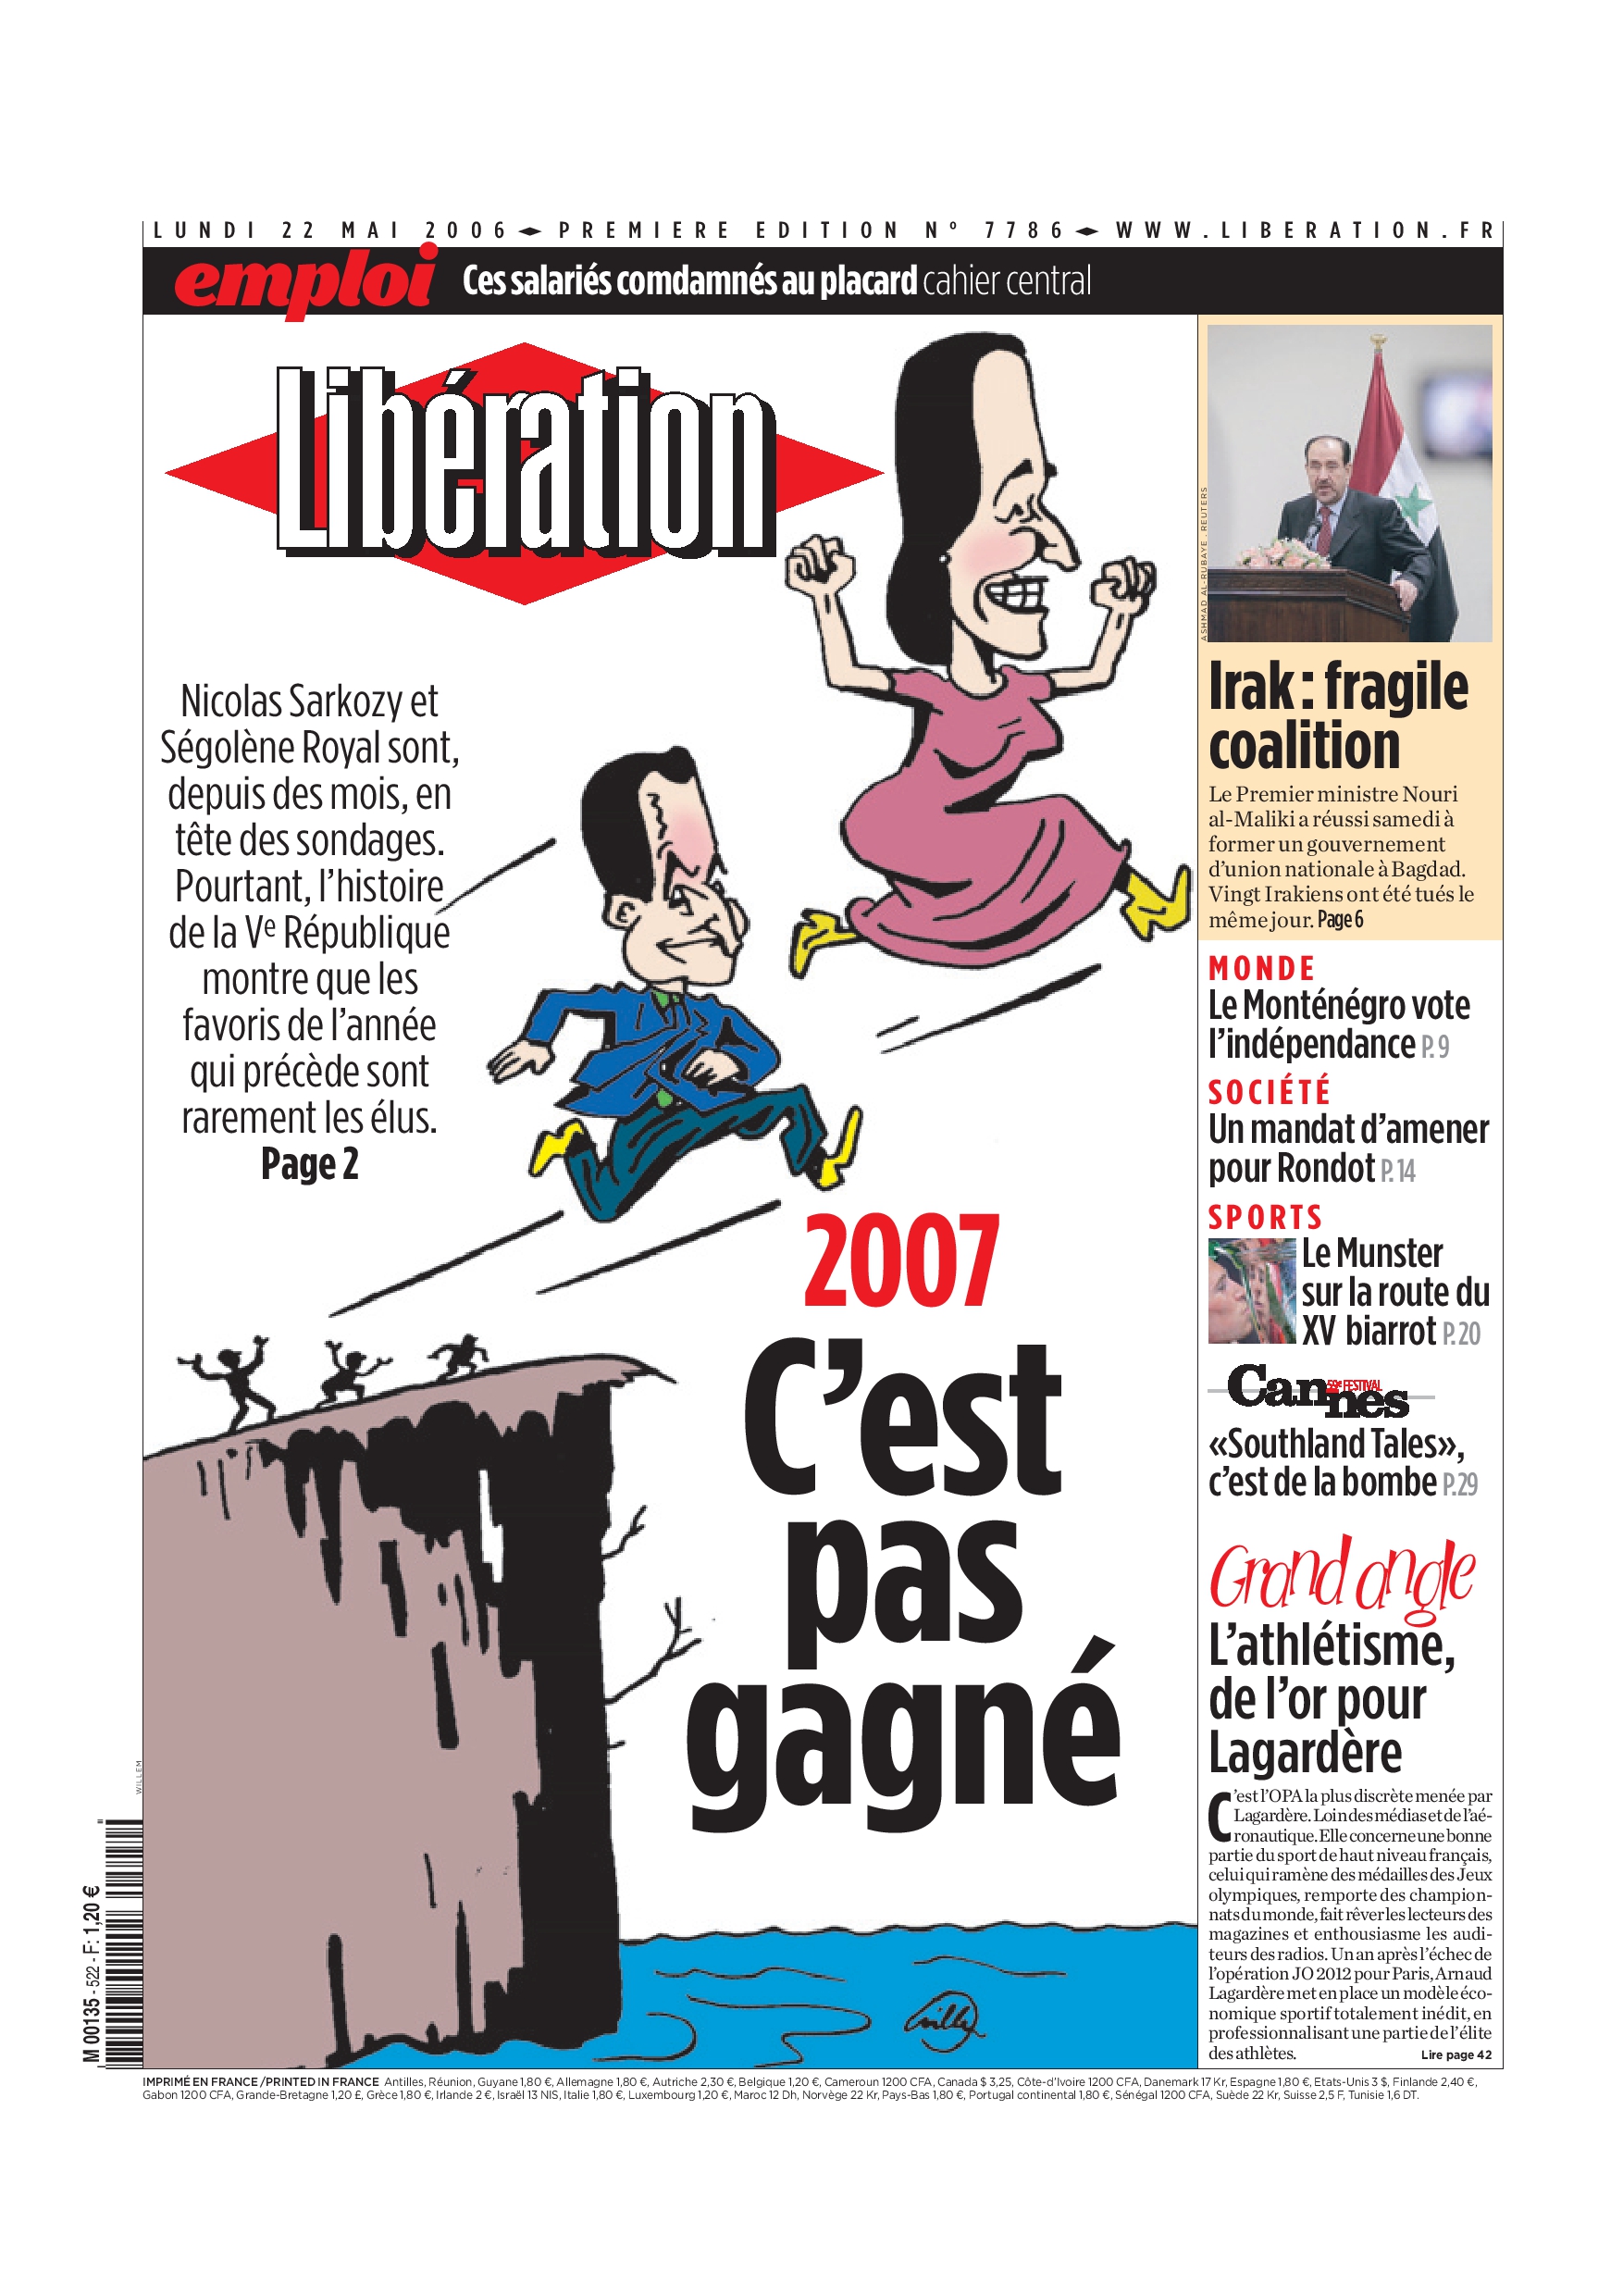 LUNDI 22 MAI 2006 PREMIERE EDITION Nº 7786 WWW.LIBERATION.FR
emploi Ces salariés comdamnés au placard cahier central
Libération
Nicolas Sarkozy et
Ségolène Royal sont,
depuis des mois, en
tête des sondages.
Pourtant, l'histoire
de la Ve République
montre que les
favoris de l'année
qui précède sont
rarement les élus.
Page 2
2007
C'est
pas
gagné
WILLEM
Willem
M 00135 - 522 - F: 1,20 €
ASHMAD AL-RUBAYE . REUTERS
Irak : fragile
coalition
Le Premier ministre Nouri
al-Maliki a réussi samedi à
former un gouvernement
d'union nationale à Bagdad.
Vingt Irakiens ont été tués le
même jour. Page 6
MONDE
Le Monténégro vote
l'indépendance P. 9
SOCIÉTÉ
Un mandat d'amener
pour Rondot P. 14
SPORTS
Le Munster
sur la route du
XV biarrot P.20
Cannes
59e FESTIVAL
«Southland Tales»,
c'est de la bombe P.29
Grand angle
L'athlétisme,
de l'or pour
Lagardère
C'est l'OPA la plus discrète menée par
Lagardère. Loin des médias et de l'aé-
ronautique. Elle concerne une bonne
partie du sport de haut niveau français,
celui qui ramène des médailles des Jeux
olympiques, remporte des champion-
nats du monde, fait rêver les lecteurs des
magazines et enthousiasme les audi-
teurs des radios. Un an après l'échec de
l'opération JO 2012 pour Paris, Arnaud
Lagardère met en place un modèle éco-
nomique sportif totalement inédit, en
professionnalisant une partie de l'élite
des athlètes. Lire page 42
IMPRIMÉ EN FRANCE /PRINTED IN FRANCE Antilles, Réunion, Guyane 1,80 €, Allemagne 1,80 €, Autriche 2,30 €, Belgique 1,20 €, Cameroun 1200 CFA, Canada $ 3,25, Côte-d'Ivoire 1200 CFA, Danemark 17 Kr, Espagne 1,80 €, Etats-Unis 3 $, Finlande 2,40 €,
Gabon 1200 CFA, Grande-Bretagne 1,20 £, Grèce 1,80 €, Irlande 2 €, Israël 13 NIS, Italie 1,80 €, Luxembourg 1,20 €, Maroc 12 Dh, Norvège 22 Kr, Pays-Bas 1,80 €, Portugal continental 1,80 €, Sénégal 1200 CFA, Suède 22 Kr, Suisse 2,5 F, Tunisie 1,6 DT.